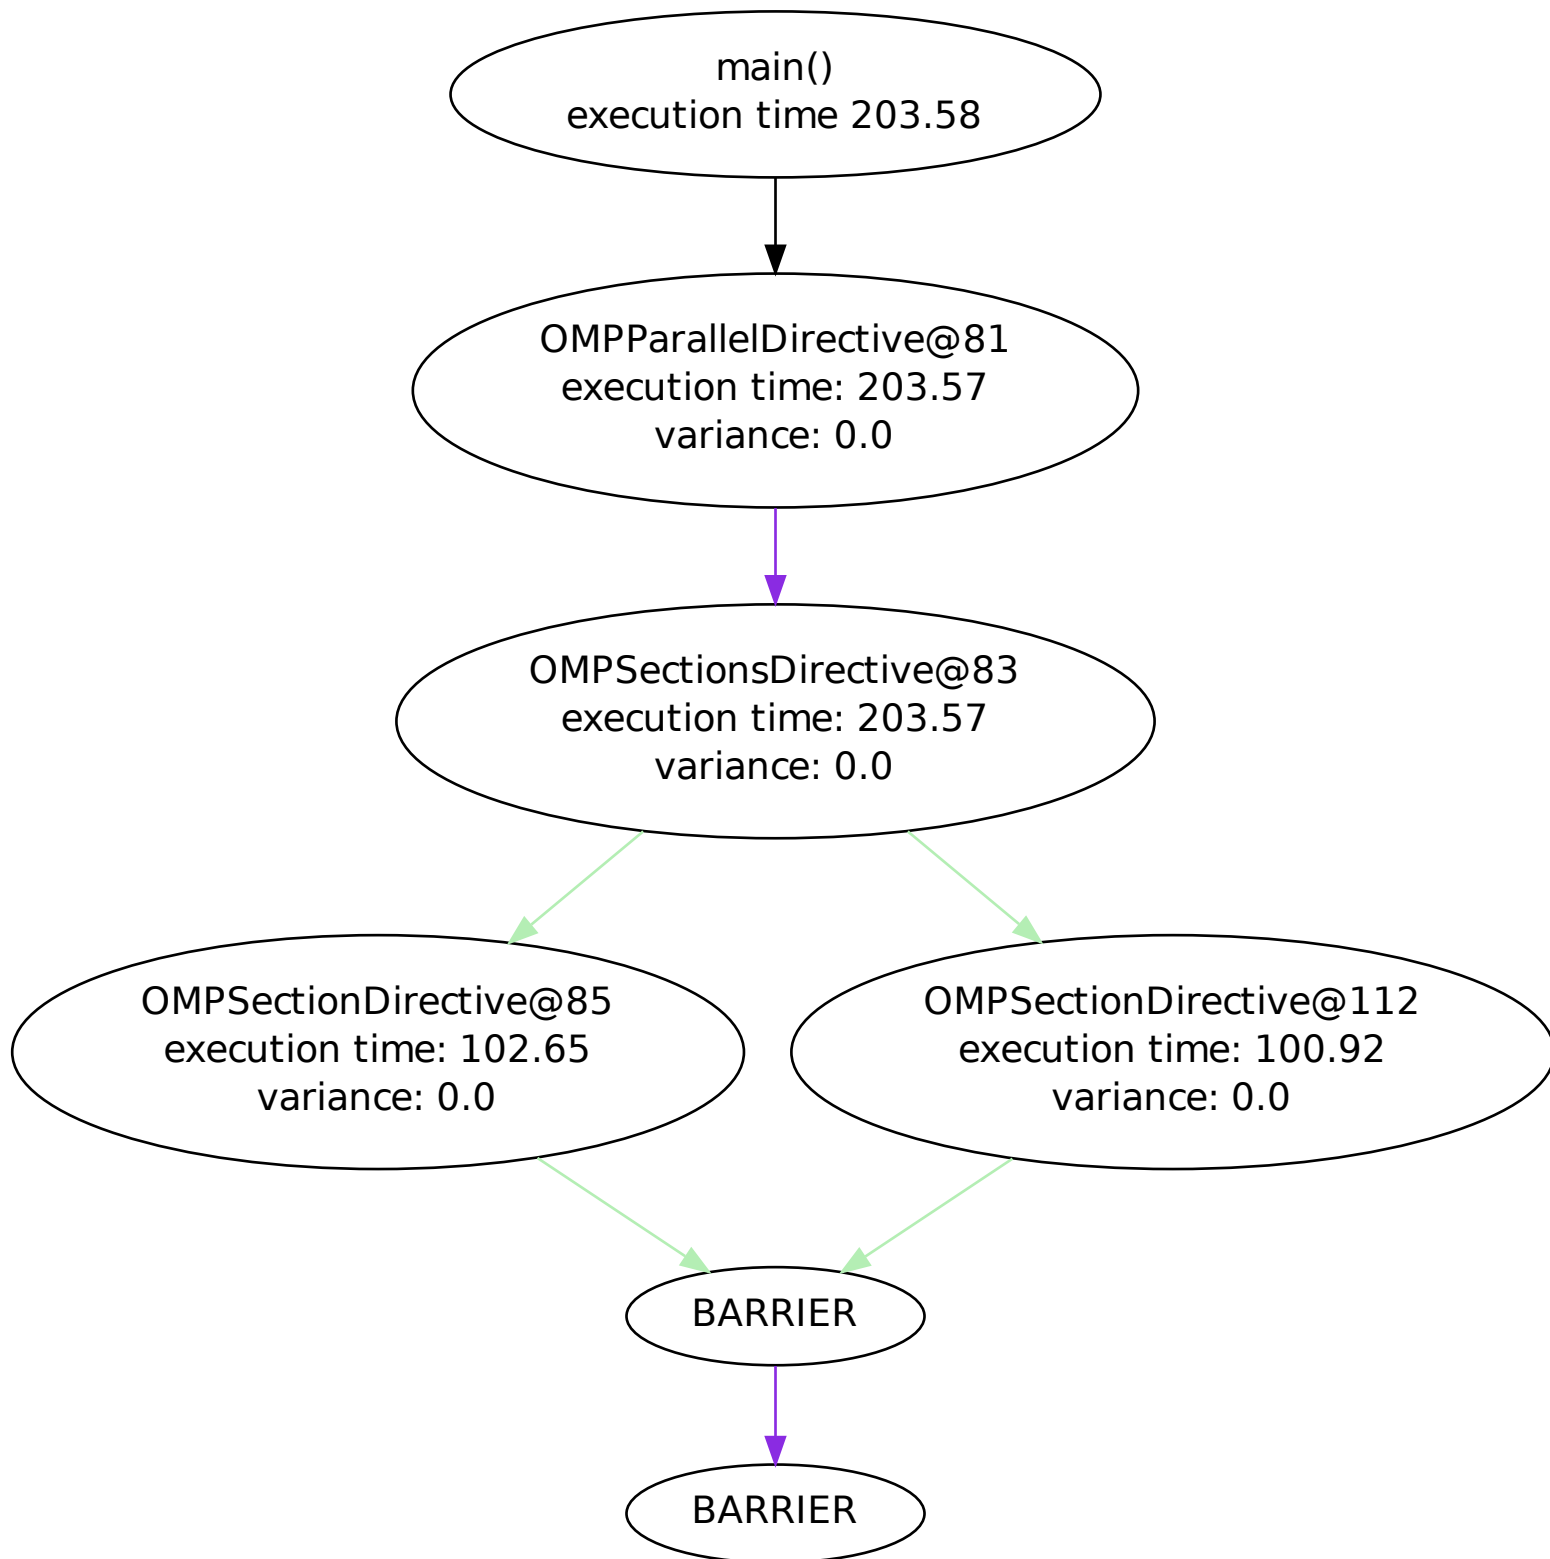 main()
execution time 203.58
OMPParallelDirective@81
execution time: 203.57
variance: 0.0
OMPSectionsDirective@83
execution time: 203.57
variance: 0.0
OMPSectionDirective@85
execution time: 102.65
variance: 0.0
OMPSectionDirective@112
execution time: 100.92
variance: 0.0
BARRIER
BARRIER